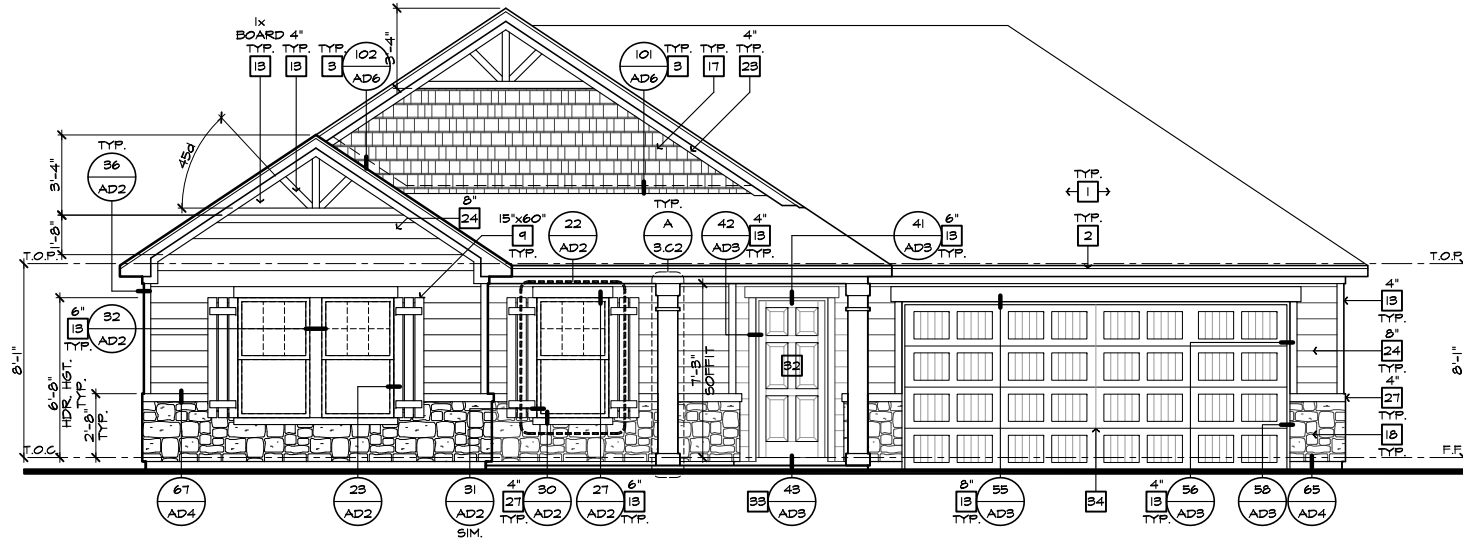 1x
BOARD 4"
TYP. TYP. TYP.
13 13 3
102
AD6
3'-4"
101
AD6
TYP. TYP. 4" TYP.
3 17 23
45d
TYP.
36
AD2
3'-4"
1'-8"
T.O.P.
8"
24
15"x60"
9
TYP.
22
AD2
TYP.
A
3.C2
42
AD3
4"
13
TYP.
41
AD3
6"
13
TYP.
TYP.
1
TYP.
2
T.O.P.
8'-1"
6'-8"
HDR. HGT.
2'-8"
TYP.
6"
13
TYP.
32
AD2
7'-3"
SOFFIT
32
4"
13
TYP.
8"
24
TYP.
4"
27
TYP.
18
TYP.
8'-1"
T.O.C.
F.F.
67
AD4
23
AD2
31
AD2
SIM.
4"
27
TYP.
30
AD2
27
AD2
6"
13
TYP.
33
43
AD3
8"
13
TYP.
55
AD3
34
4"
13
TYP.
56
AD3
58
AD3
65
AD4